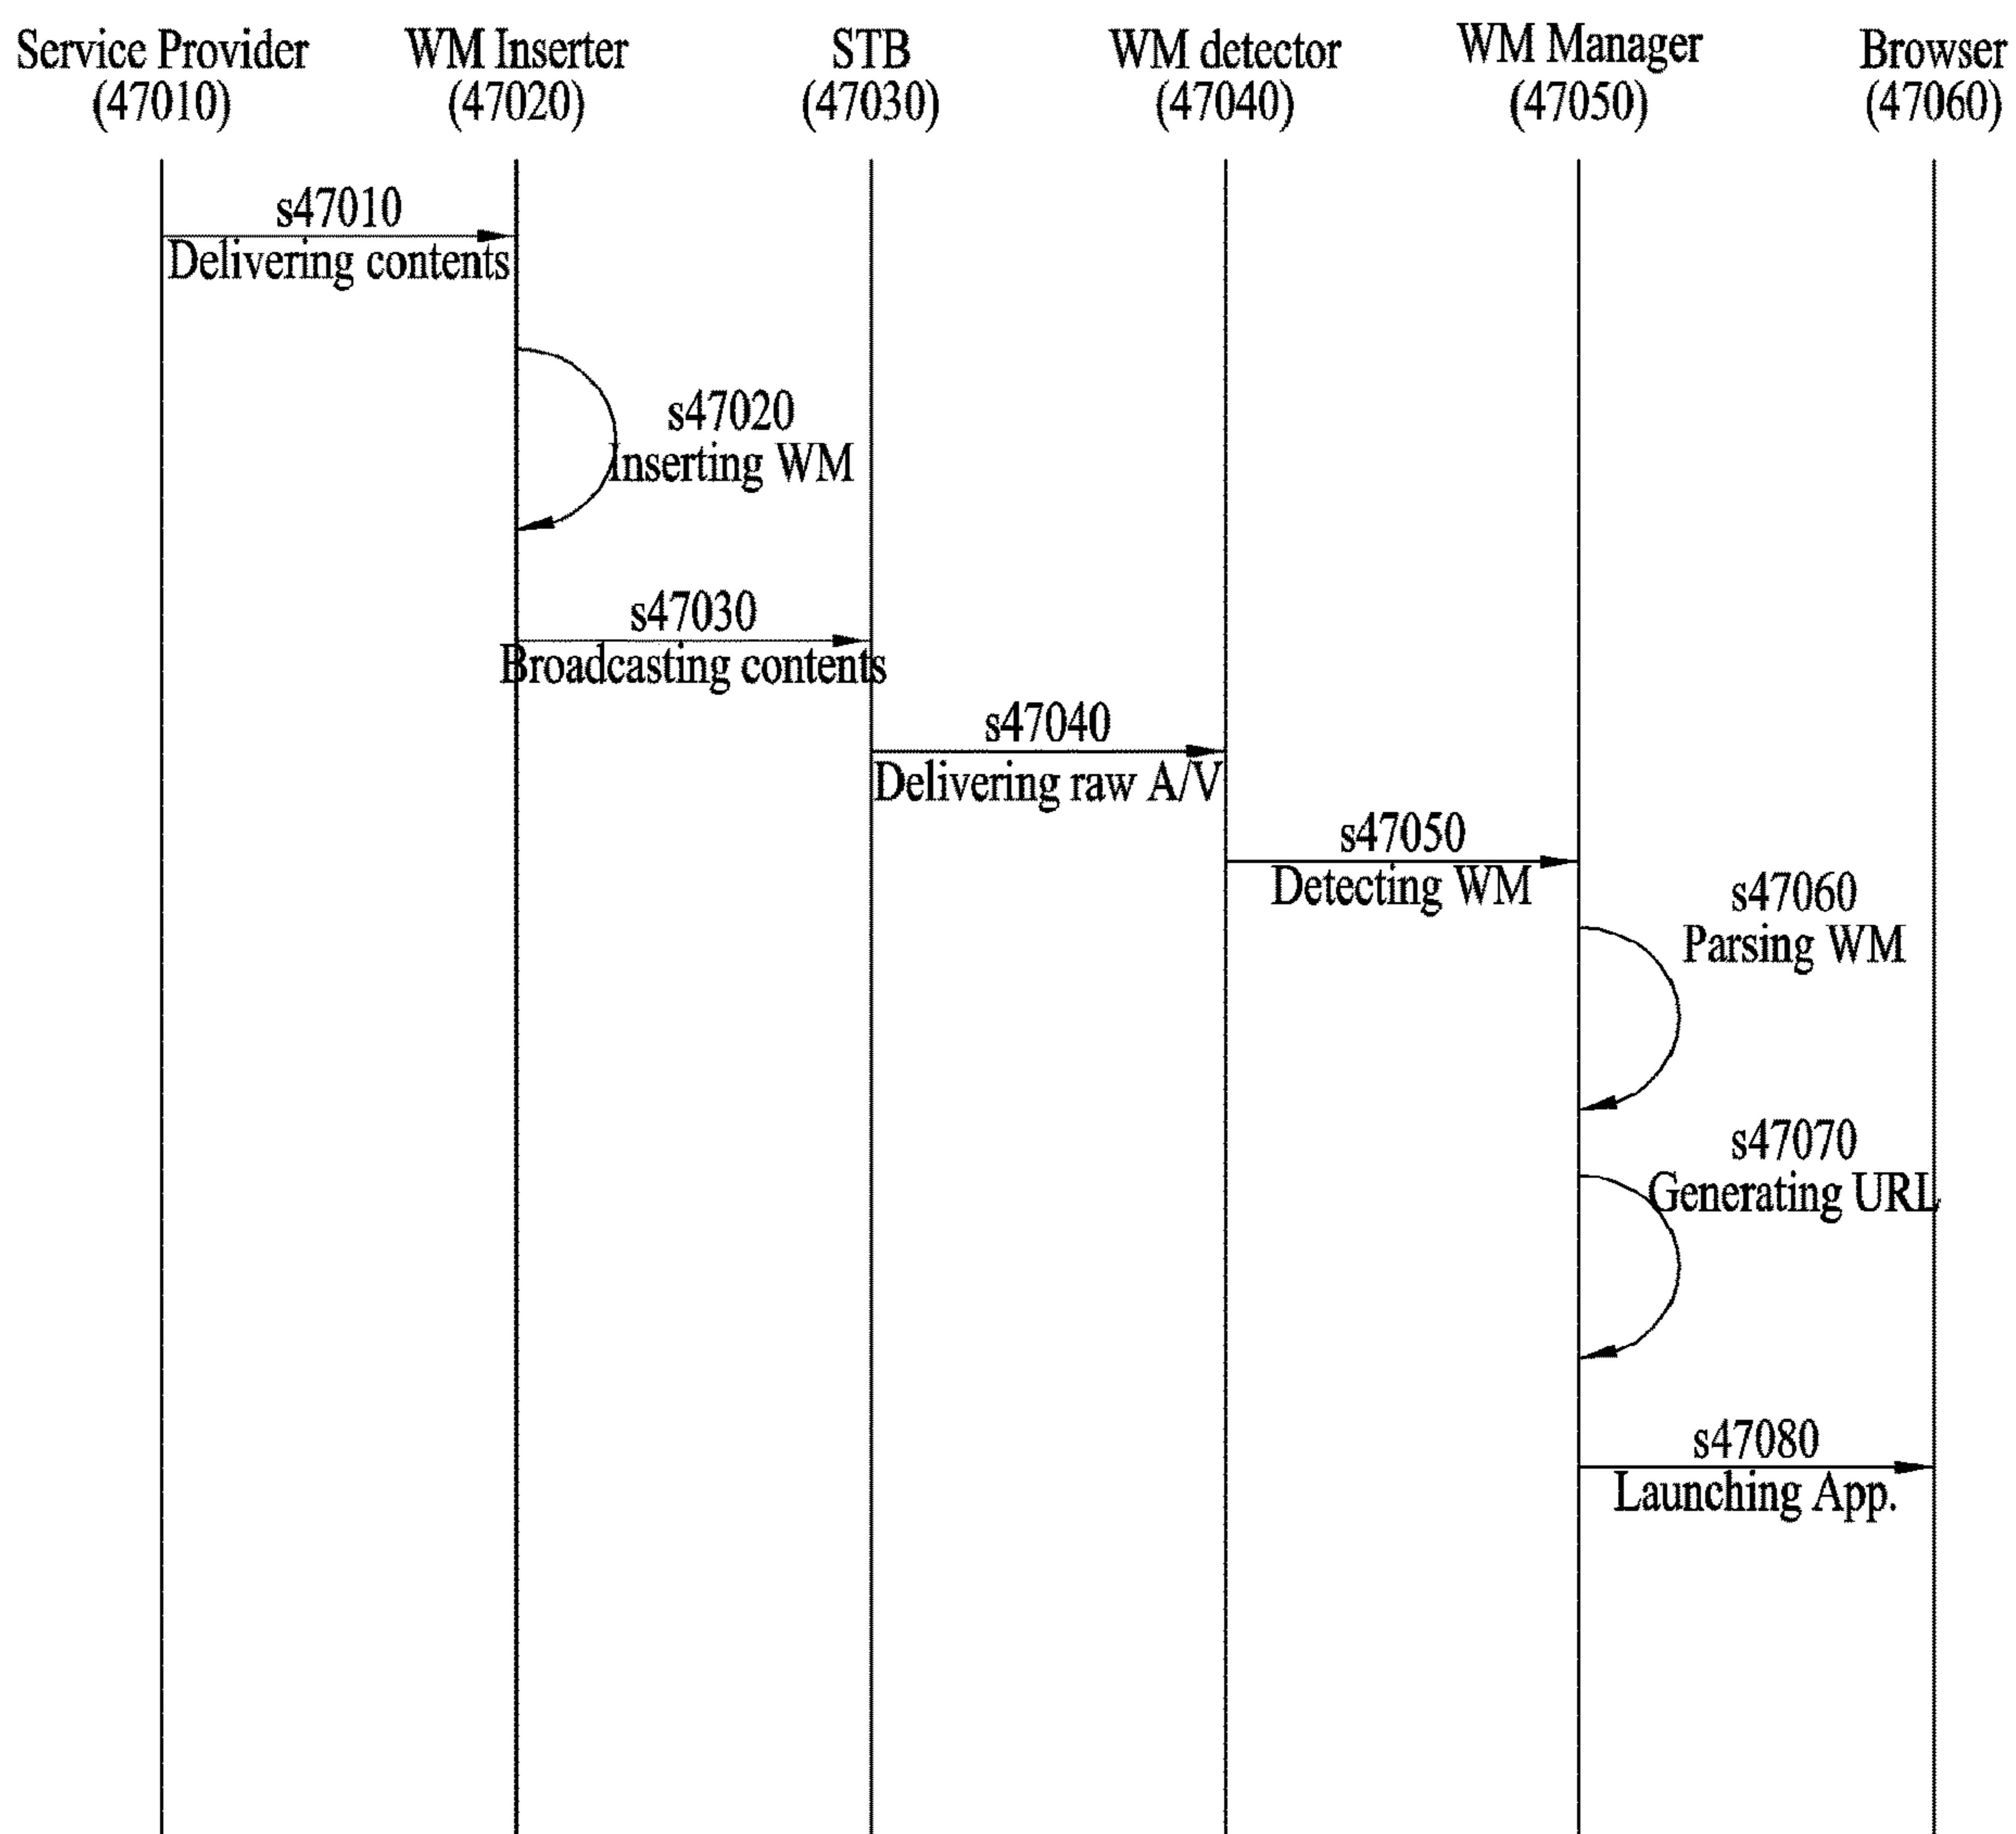 Service Provider
(47010)
WM Inserter
(47020)
STB
(47030)
WM detector
(47040)
WM Manager
(47050)
Browser
(47060)
s47010
Delivering contents
s47020
Inserting WM
s47030
Broadcasting contents
s47040
Delivering raw A/V
s47050
Detecting WM
s47060
Parsing WM
s47070
Generating URL
s47080
Launching App.